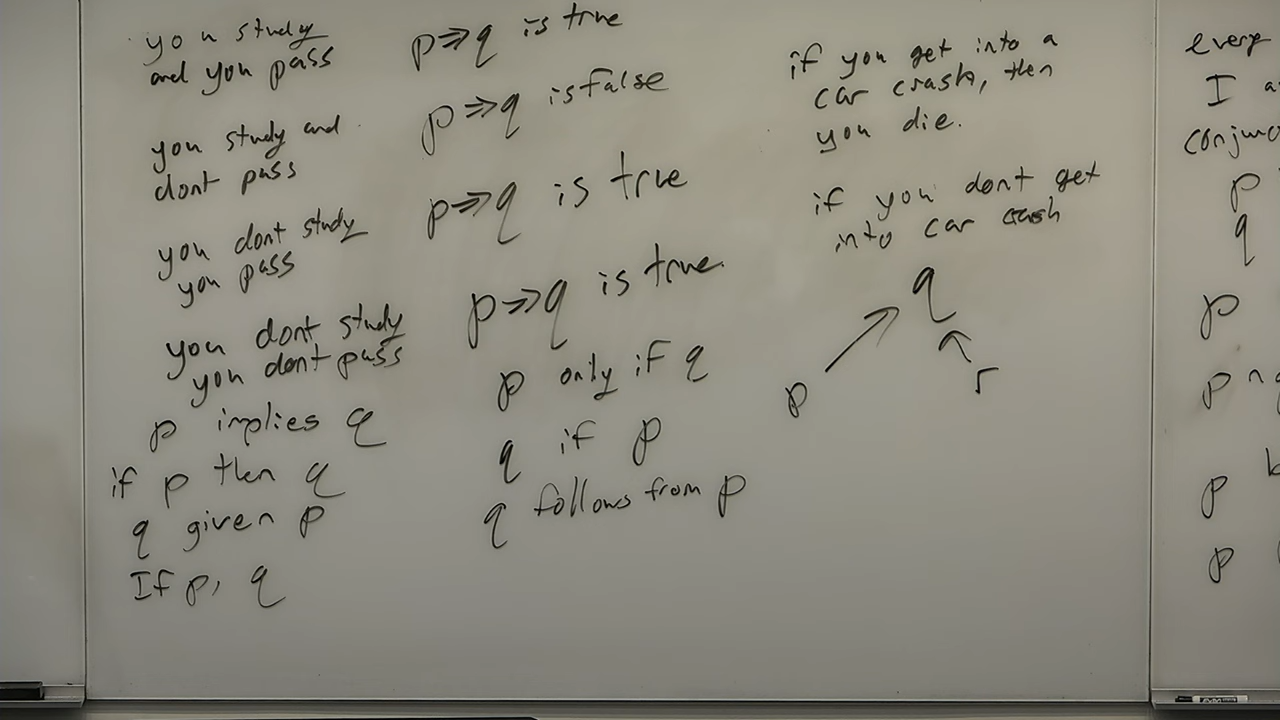 you study
and you pass
p⇒q is true
you study and
dont pass
p⇒q is false
you dont study
you pass
p⇒q is true
you dont study
you dont pass
p⇒q is true.
p implies q
if p then q
q given p
If p, q
p only if q
q if p
q follows from p
if you get into a
car crash, then
you die.
if you dont get
into car crash
q
p
r
every
I
p
q
p
p
p
p